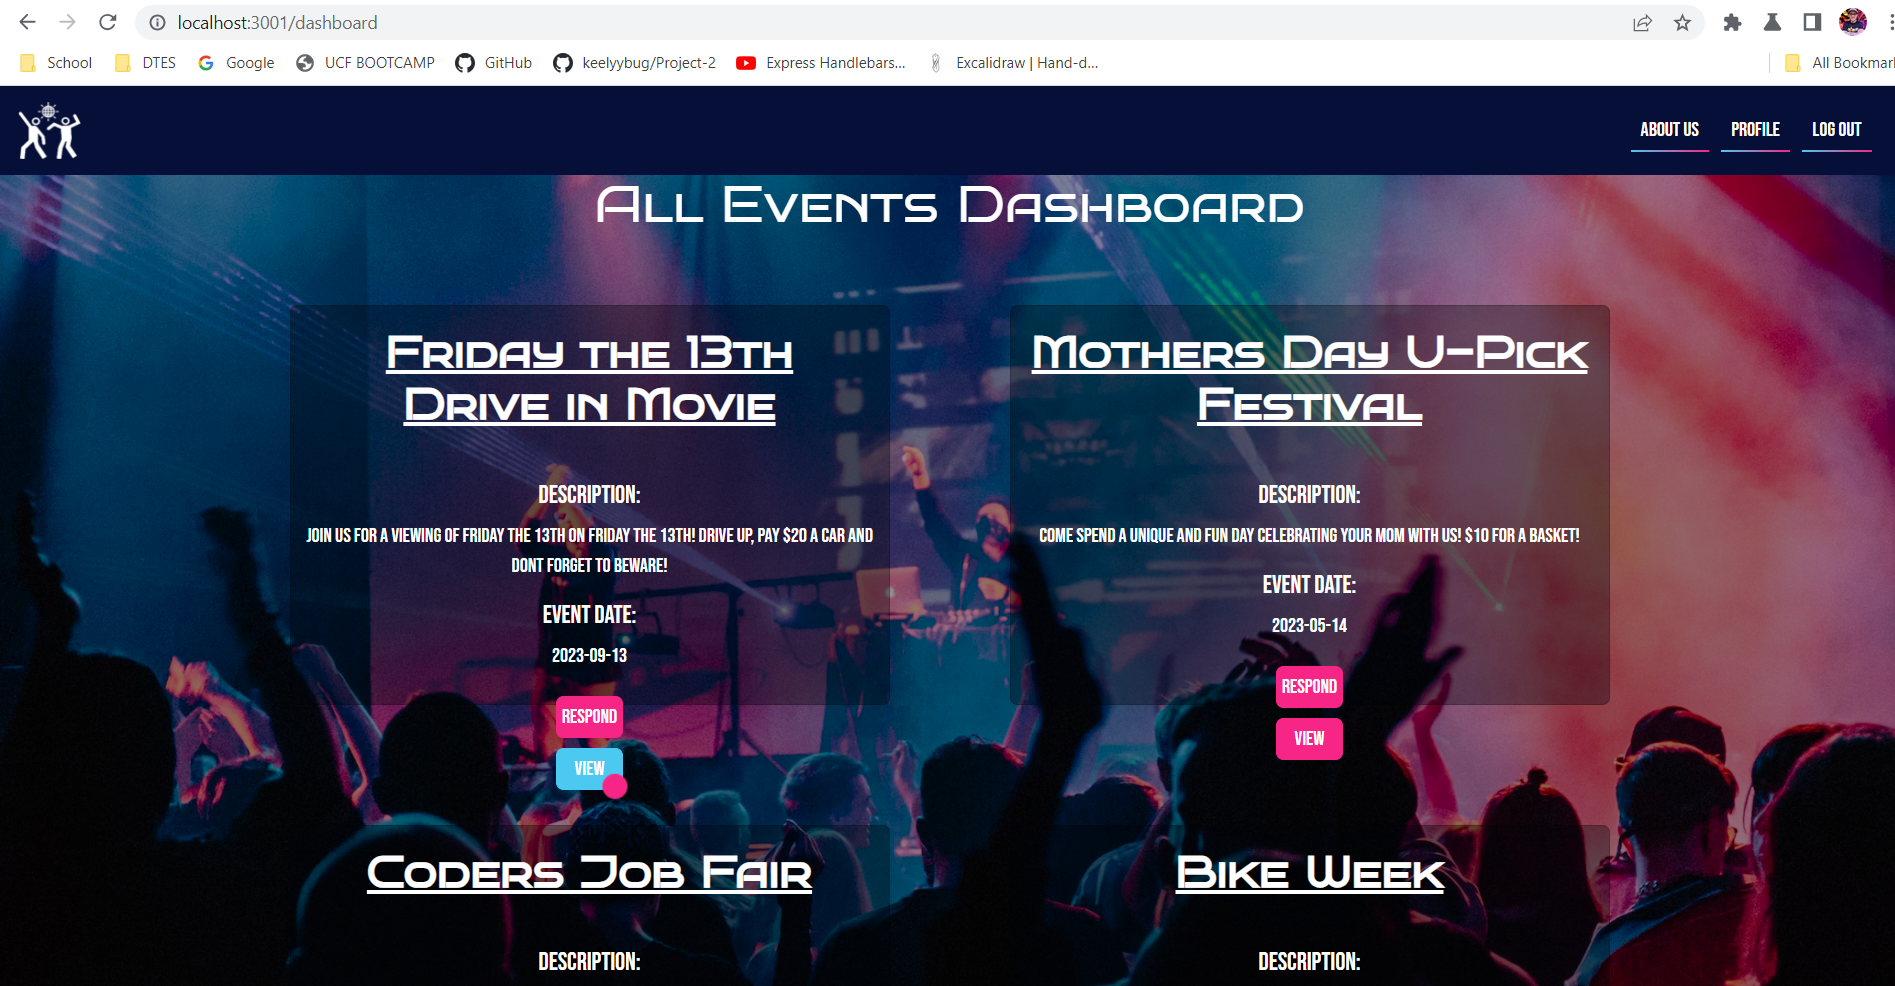 localhost:3001/dashboard
School
DTES
Google
UCF BOOTCAMP
GitHub
keelyybug/Project-2
Express Handlebars...
Excalidraw | Hand-d...
All Bookmar
ABOUT US
PROFILE
LOG OUT
All Events Dashboard
Friday the 13th
Drive in Movie
DESCRIPTION:
JOIN US FOR A VIEWING OF FRIDAY THE 13TH ON FRIDAY THE 13TH! DRIVE UP, PAY $20 A CAR AND
DONT FORGET TO BEWARE!
EVENT DATE:
2023-09-13
RESPOND
VIEW
Mothers Day U-Pick
Festival
DESCRIPTION:
COME SPEND A UNIQUE AND FUN DAY CELEBRATING YOUR MOM WITH US! $10 FOR A BASKET!
EVENT DATE:
2023-05-14
RESPOND
VIEW
Coders Job Fair
DESCRIPTION:
Bike Week
DESCRIPTION: